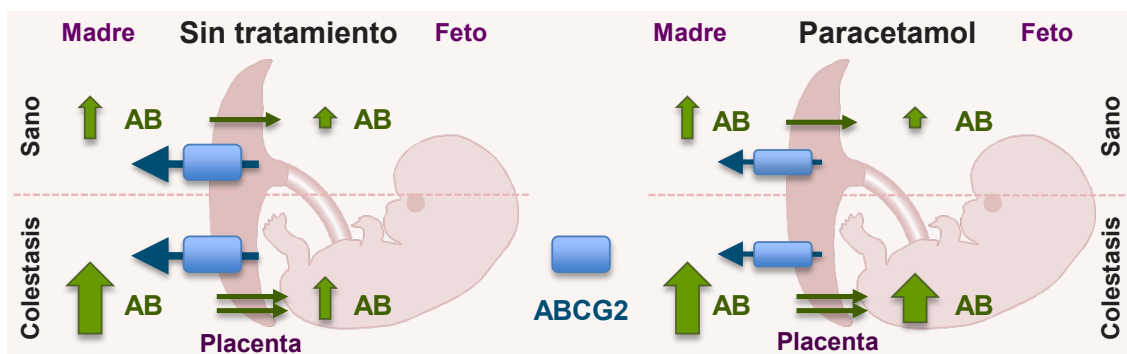 Madre Sin tratamiento Feto
Sano
AB AB
Colestasis
AB AB
Placenta
ABCG2
Madre Paracetamol Feto
AB AB
Sano
AB AB
Colestasis
Placenta